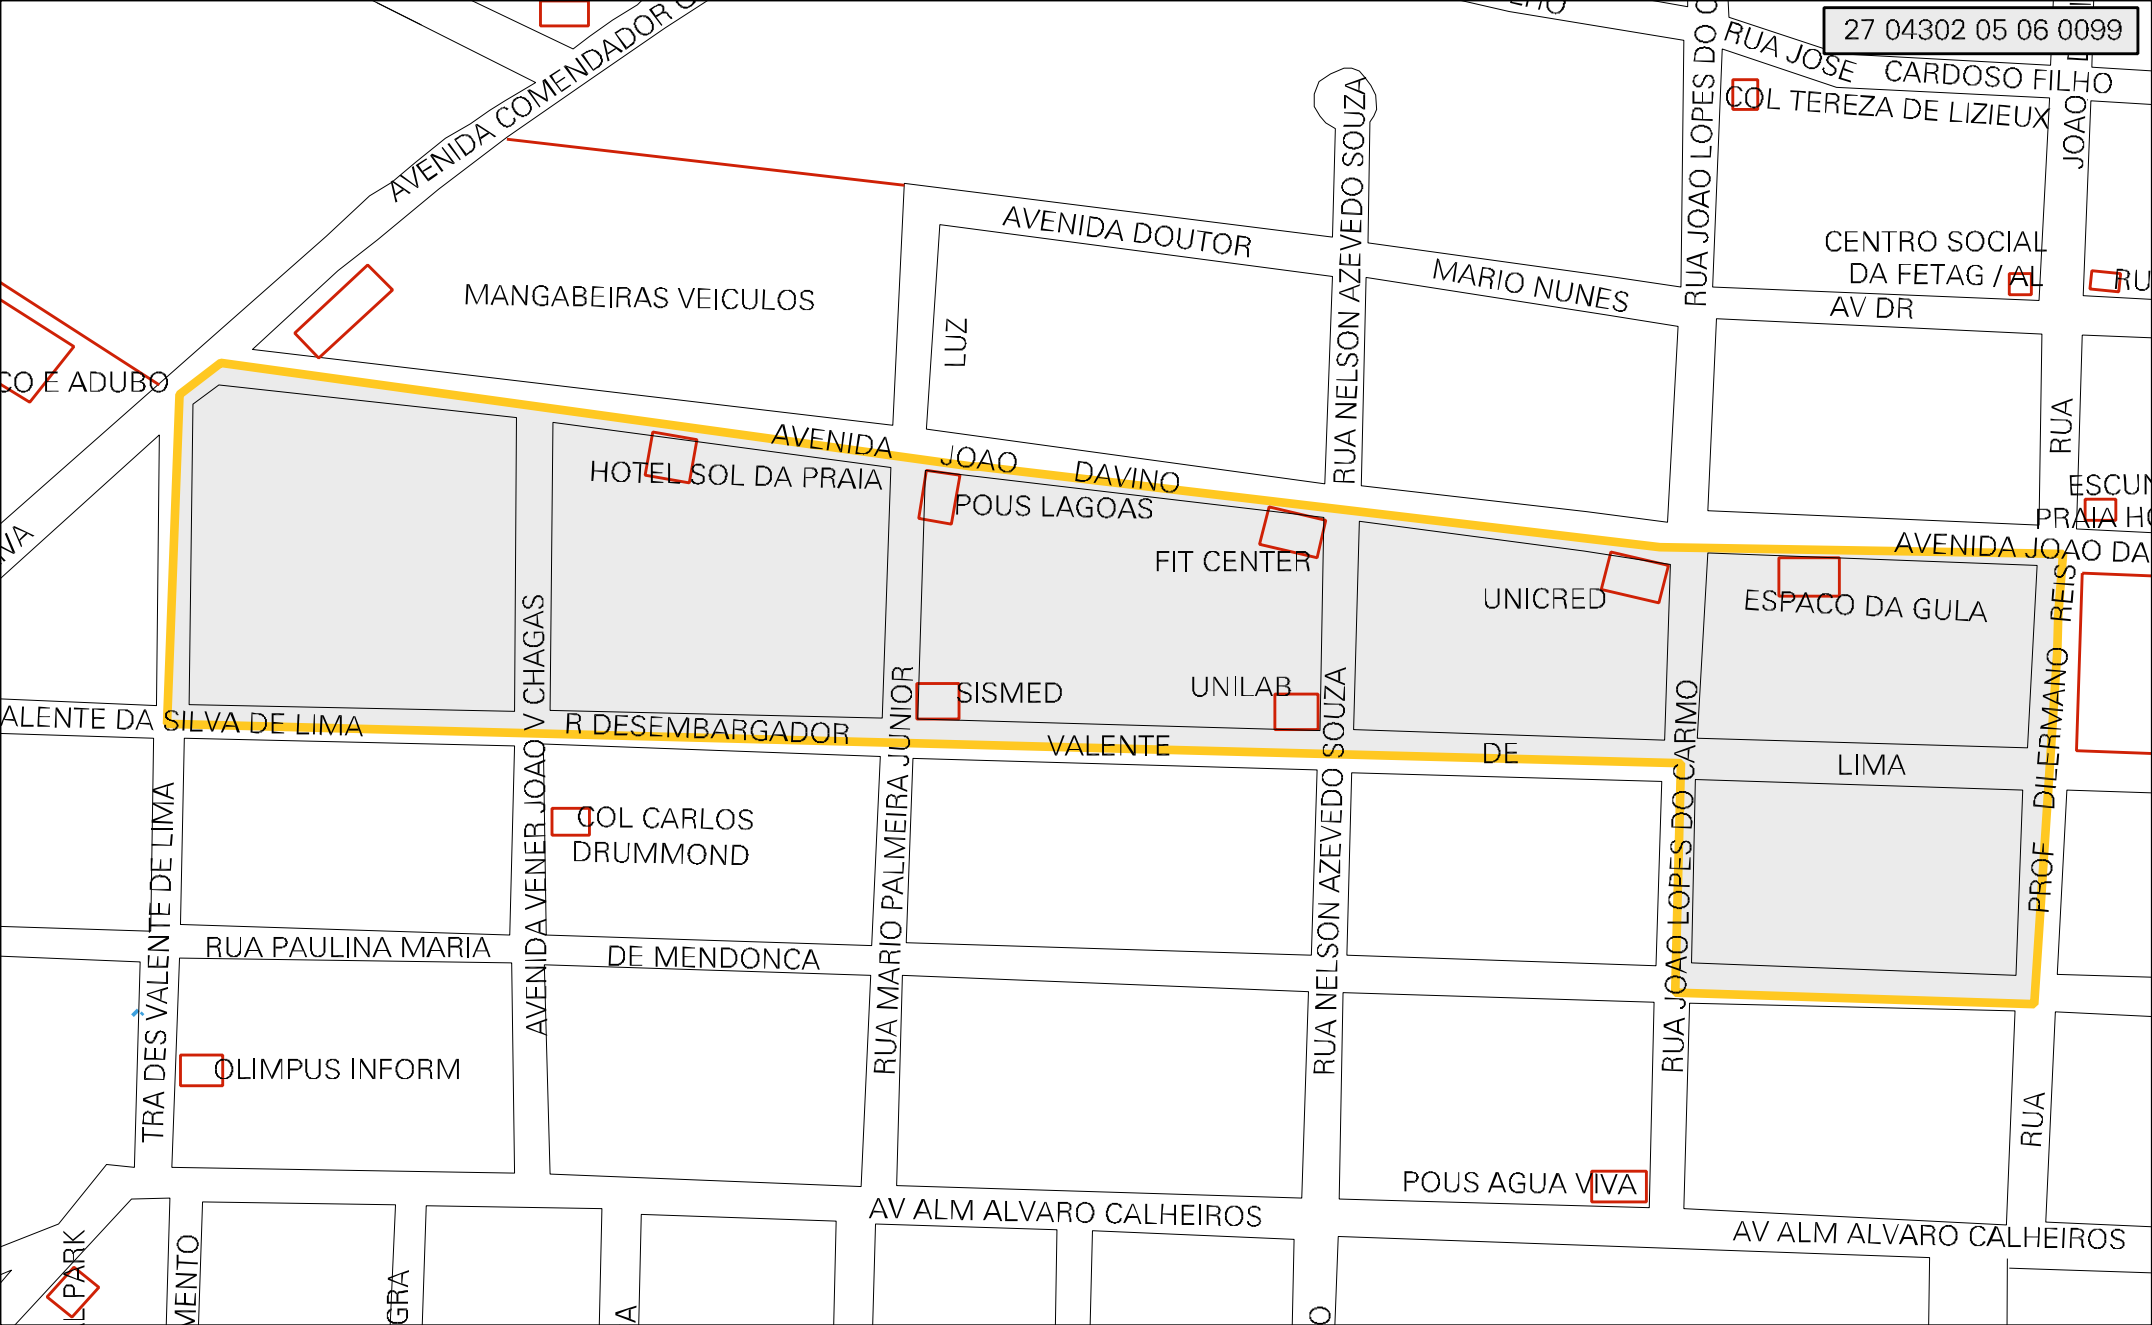 27 04302 05 06 0099
AVENIDA COMENDADOR
RUA JOSE CARDOSO FILHO
COL TEREZA DE LIZIEUX
JOAO
RUA JOAO LOPES DO
RUA NELSON AZEVEDO SOUZA
AVENIDA DOUTOR MARIO NUNES
CENTRO SOCIAL
DA FETAG / AL
RU
AV DR
MANGABEIRAS VEICULOS
LUZ
CO E ADUBO
RUA
AVENIDA JOAO DAVINO
HOTEL SOL DA PRAIA
POUS LAGOAS
FIT CENTER
UNICRED
ESCUN
PRAIA HO
AVENIDA JOAO DA
ESPACO DA GULA
IVA
SISMED
UNILAB
ALENTE DA SILVA DE LIMA
R DESEMBARGADOR VALENTE DE LIMA
AVENIDA VENER JOAO V CHAGAS
RUA MARIO PALMEIRA JUNIOR
RUA NELSON AZEVEDO SOUZA
RUA JOAO LOPES DO CARMO
PROF DILERMANO REIS
COL CARLOS
DRUMMOND
TRA DES VALENTE DE LIMA
RUA PAULINA MARIA DE MENDONCA
OLIMPUS INFORM
RUA
POUS AGUA VIVA
AV ALM ALVARO CALHEIROS
AV ALM ALVARO CALHEIROS
PARK
MENTO
GRA
A
O